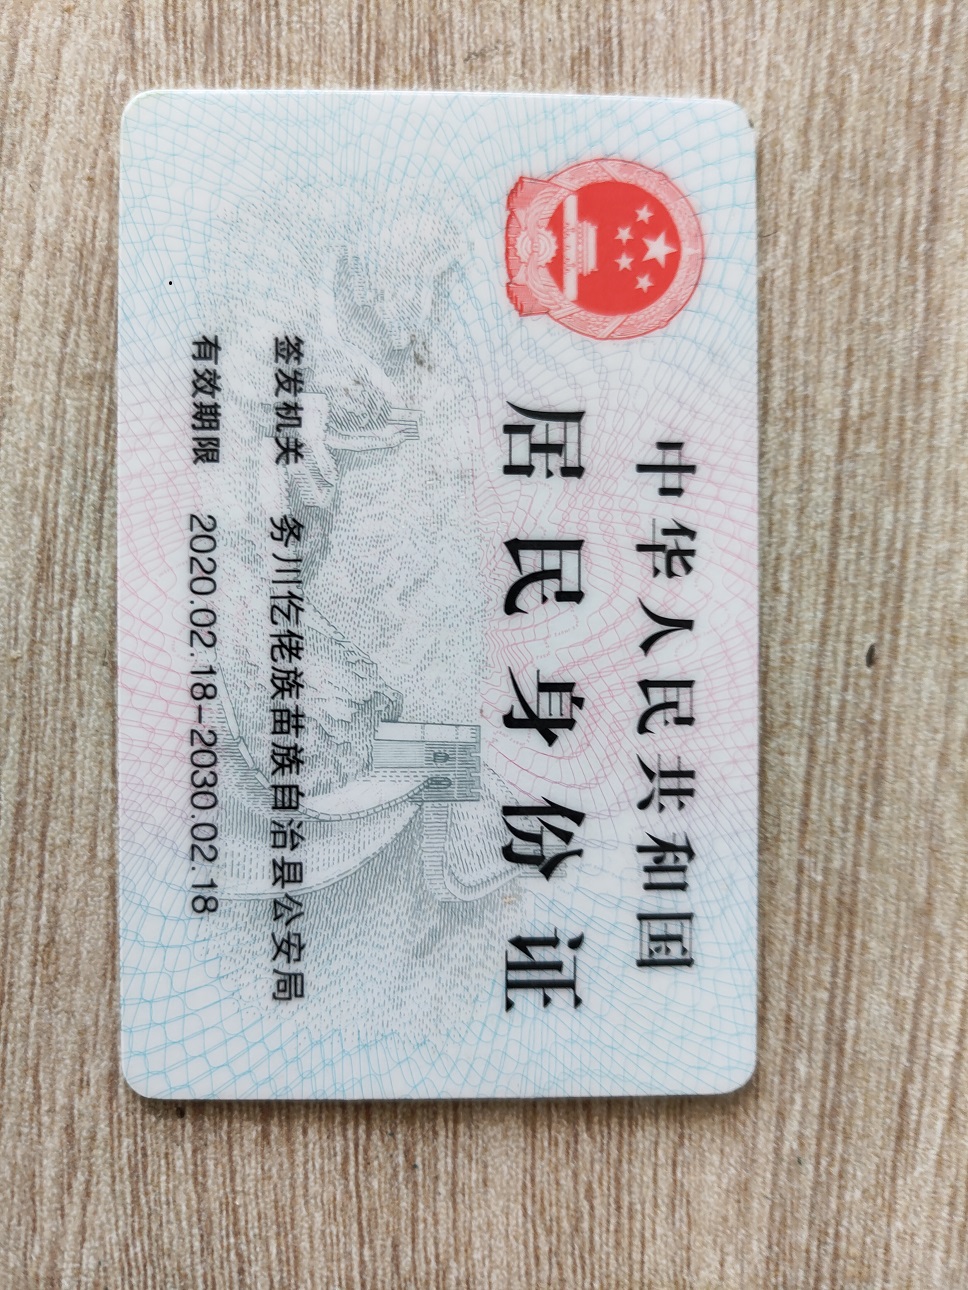 中华人民共和国
居民身份证
签发机关 务川仡佬族苗族自治县公安局
有效期限 2020.02.18-2030.02.18